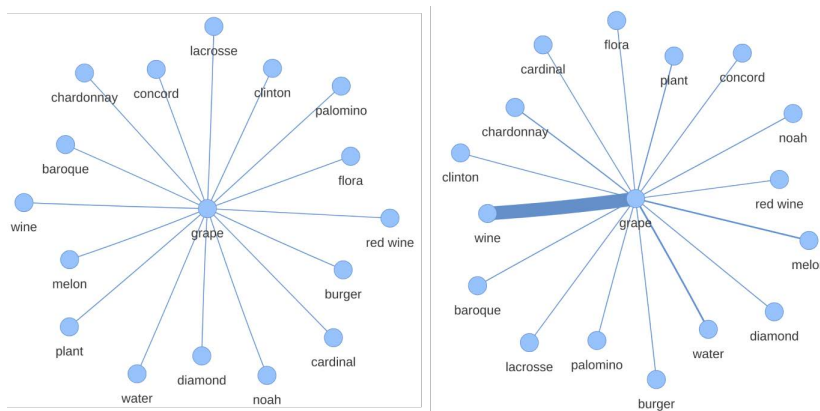 lacrosse
chardonnay
concord
clinton
palomino
baroque
flora
wine
grape
red wine
melon
burger
plant
cardinal
water
diamond
noah
flora
cardinal
plant
concord
chardonnay
noah
clinton
red wine
wine
grape
melo
baroque
diamond
water
lacrosse
palomino
burger